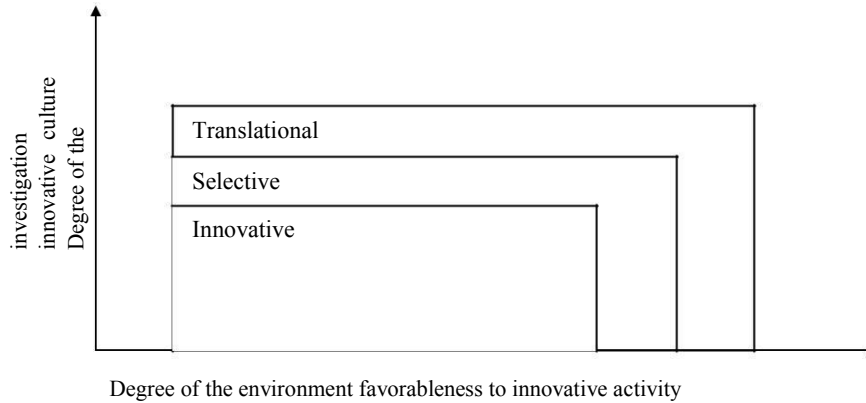 investigation
innovative culture
Degree of the
Translational
Selective
Innovative
Degree of the environment favorableness to innovative activity